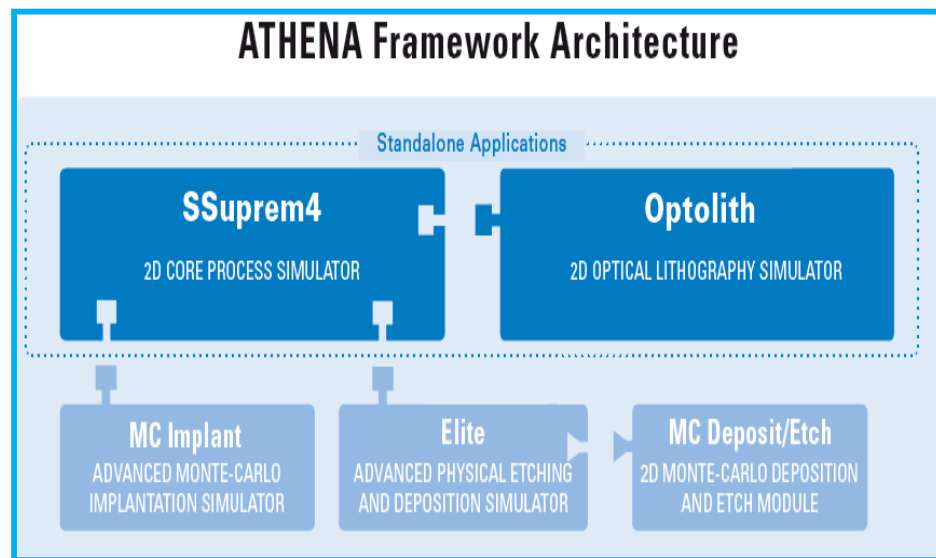 ATHENA Framework Architecture
Standalone Applications
SSuprem4
2D CORE PROCESS SIMULATOR
Optolith
2D OPTICAL LITHOGRAPHY SIMULATOR
MC Implant
ADVANCED MONTE-CARLO
IMPLANTATION SIMULATOR
Elite
ADVANCED PHYSICAL ETCHING
AND DEPOSITION SIMULATOR
MC Deposit/Etch
2D MONTE-CARLO DEPOSITION
AND ETCH MODULE